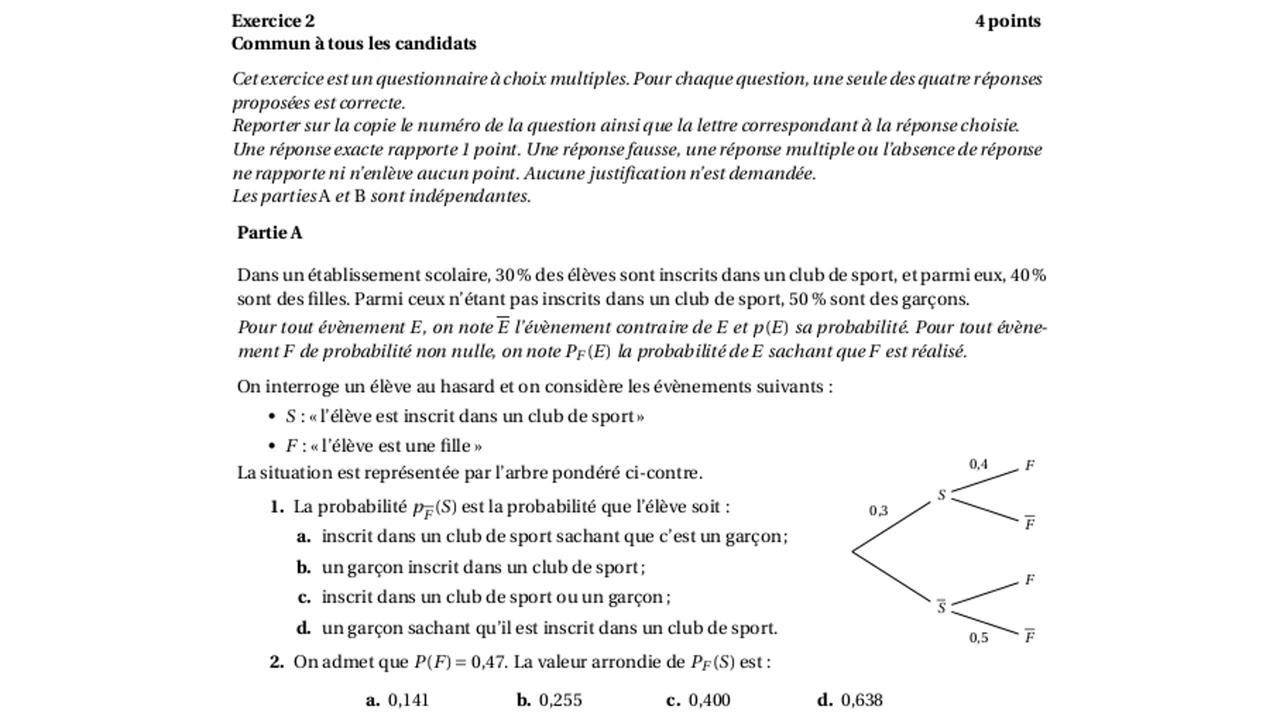 Exercice 2 4 points
Commun à tous les candidats
Cet exercice est un questionnaire à choix multiples. Pour chaque question, une seule des quatre réponses
proposées est correcte.
Reporter sur la copie le numéro de la question ainsi que la lettre correspondant à la réponse choisie.
Une réponse exacte rapporte 1 point. Une réponse fausse, une réponse multiple ou l'absence de réponse
ne rapporte ni n'enlève aucun point. Aucune justification n'est demandée.
Les parties A et B sont indépendantes.
Partie A
Dans un établissement scolaire, 30 % des élèves sont inscrits dans un club de sport, et parmi eux, 40 %
sont des filles. Parmi ceux n'étant pas inscrits dans un club de sport, 50 % sont des garçons.
Pour tout évènement E, on note E̅ l'évènement contraire de E et p(E) sa probabilité. Pour tout évène-
ment F de probabilité non nulle, on note P_F(E) la probabilité de E sachant que F est réalisé.
On interroge un élève au hasard et on considère les évènements suivants :
• S : « l'élève est inscrit dans un club de sport »
• F : « l'élève est une fille »
La situation est représentée par l'arbre pondéré ci-contre.
1. La probabilité p_F̅(S) est la probabilité que l'élève soit :
a. inscrit dans un club de sport sachant que c'est un garçon ;
b. un garçon inscrit dans un club de sport ;
c. inscrit dans un club de sport ou un garçon ;
d. un garçon sachant qu'il est inscrit dans un club de sport.
0,4 F
S
0,3
F̅
F
S̅
0,5 F̅
2. On admet que P(F) = 0,47. La valeur arrondie de P_F(S) est :
a. 0,141 b. 0,255 c. 0,400 d. 0,638